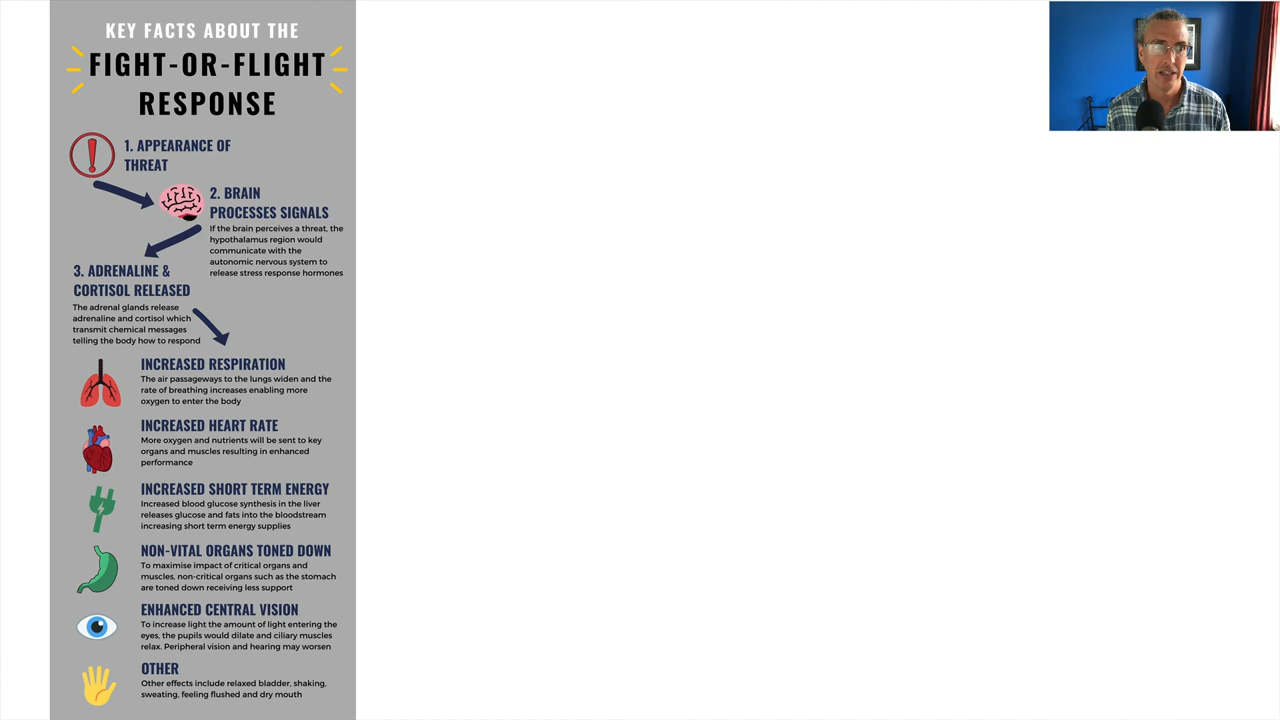 KEY FACTS ABOUT THE
FIGHT-OR-FLIGHT
RESPONSE
1. APPEARANCE OF
THREAT
2. BRAIN
PROCESSES SIGNALS
If the brain perceives a threat, the
hypothalamus region would
communicate with the
autonomic nervous system to
release stress response hormones
3. ADRENALINE &
CORTISOL RELEASED
The adrenal glands release
adrenaline and cortisol which
transmit chemical messages
telling the body how to respond
INCREASED RESPIRATION
The air passageways to the lungs widen and the
rate of breathing increases enabling more
oxygen to enter the body
INCREASED HEART RATE
More oxygen and nutrients will be sent to key
organs and muscles resulting in enhanced
performance
INCREASED SHORT TERM ENERGY
Increased blood glucose synthesis in the liver
releases glucose and fats into the bloodstream
increasing short term energy supplies
NON-VITAL ORGANS TONED DOWN
To maximise impact of critical organs and
muscles, non-critical organs such as the stomach
are toned down receiving less support
ENHANCED CENTRAL VISION
To increase light the amount of light entering the
eyes, the pupils would dilate and ciliary muscles
relax. Peripheral vision and hearing may worsen
OTHER
Other effects include relaxed bladder, shaking,
sweating, feeling flushed and dry mouth